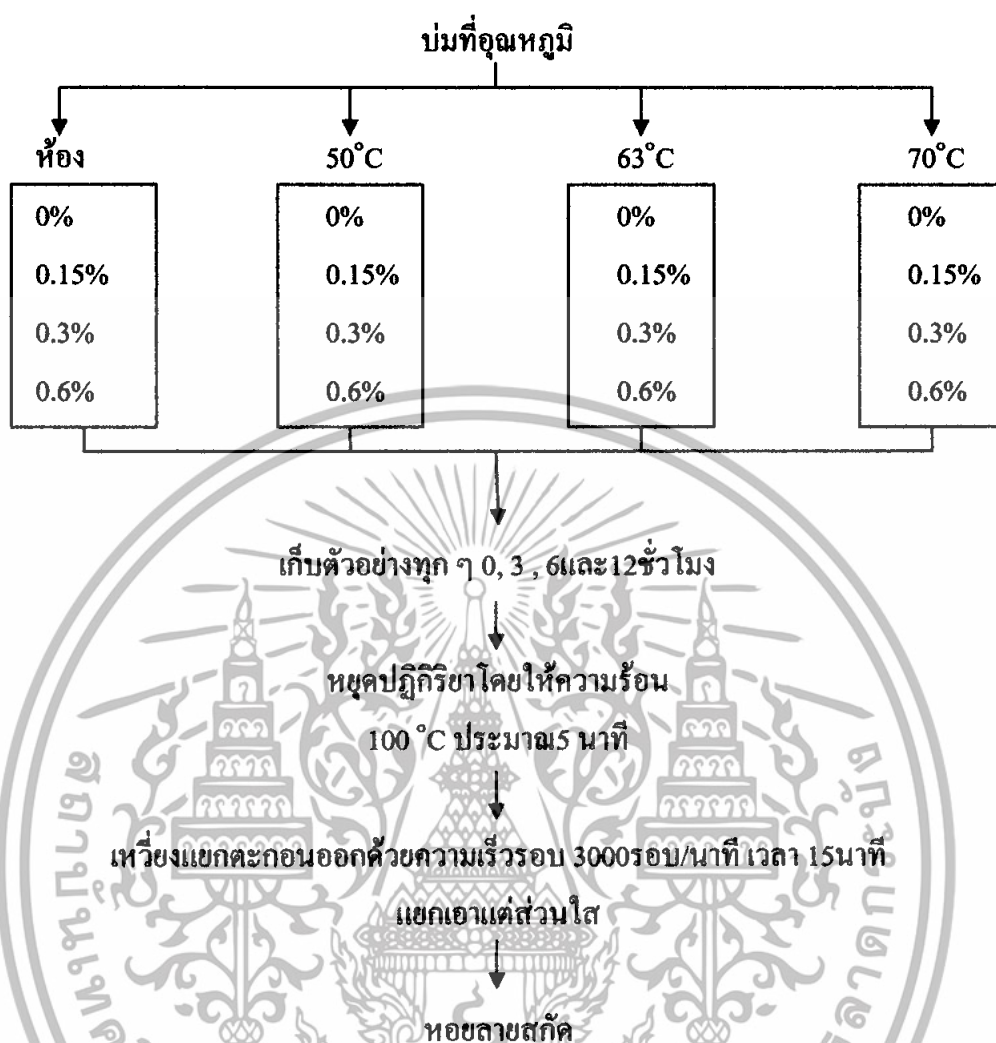 บ่มที่อุณหภูมิ
ห้อง 50°C 63°C 70°C
0% 0% 0% 0%
0.15% 0.15% 0.15% 0.15%
0.3% 0.3% 0.3% 0.3%
0.6% 0.6% 0.6% 0.6%
เก็บตัวอย่างทุก ๆ 0, 3 , 6และ12ชั่วโมง
หยุดปฏิกิริยาโดยให้ความร้อน
100 °C ประมาณ5 นาที
เหวี่ยงแยกตะกอนออกด้วยความเร็วรอบ 3000รอบ/นาที เวลา 15นาที
แยกเอาแต่ส่วนใส
หอยลายสกัด